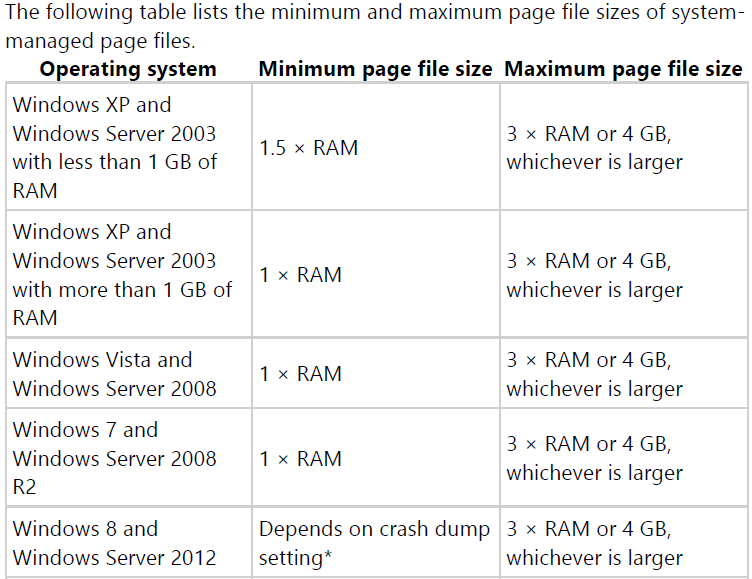 The following table lists the minimum and maximum page file sizes of system-
managed page files.
Operating system Minimum page file size Maximum page file size
Windows XP and
Windows Server 2003
with less than 1 GB of
RAM
1.5 × RAM
3 × RAM or 4 GB,
whichever is larger
Windows XP and
Windows Server 2003
with more than 1 GB of
RAM
1 × RAM
3 × RAM or 4 GB,
whichever is larger
Windows Vista and
Windows Server 2008
1 × RAM
3 × RAM or 4 GB,
whichever is larger
Windows 7 and
Windows Server 2008
R2
1 × RAM
3 × RAM or 4 GB,
whichever is larger
Windows 8 and
Windows Server 2012
Depends on crash dump
setting*
3 × RAM or 4 GB,
whichever is larger